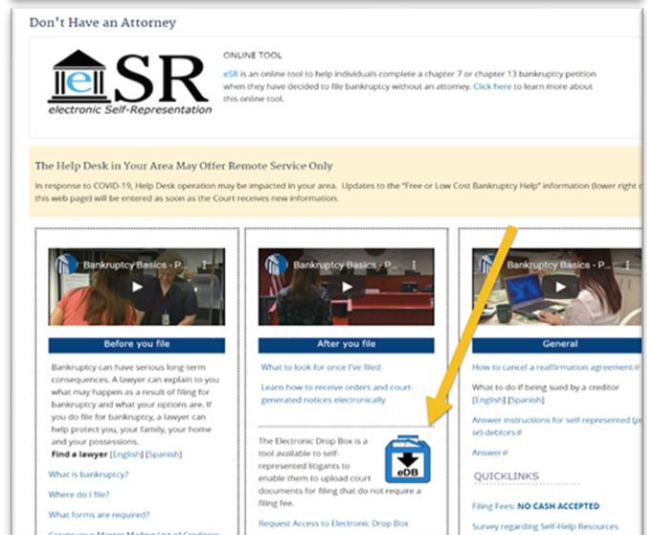 Don't Have an Attorney
eSR
electronic Self-Representation
ONLINE TOOL
eSR is an online tool to help individuals complete a chapter 7 or chapter 13 bankruptcy petition
when they have decided to file bankruptcy without an attorney. Click here to learn more about
this online tool.
The Help Desk in Your Area May Offer Remote Service Only
In response to COVID-19, Help Desk operation may be impacted in your area. Updates to the "Free or Low Cost Bankruptcy Help" information (lower right
this web page) will be entered as soon as the Court receives new information.
Bankruptcy Basics - P...
Before you file
Bankruptcy can have serious long-term
consequences. A lawyer can explain to you
what may happen as a result of filing for
bankruptcy and what your options are. If
you do file for bankruptcy, a lawyer can
help protect you, your family, your home
and your possessions.
Find a lawyer [English] [Spanish]
What is bankruptcy?
Where do I file?
What forms are required?
Bankruptcy Basics - P...
After you file
What to look for once I've filed
Learn how to receive orders and court-
generated notices electronically
The Electronic Drop Box is a
tool available to self-
represented litigants to
enable them to upload court
documents for filing that do not require a
filing fee.
eDB
Request Access to Electronic Drop Box
Bankruptcy Basics - P...
General
How to cancel a reaffirmation agreement
What to do if being sued by a creditor
[English] [Spanish]
Answer instructions for self-represented (pro
se) debtors
Answer
QUICKLINKS
Filing Fees: NO CASH ACCEPTED
Survey regarding Self-Help Resources